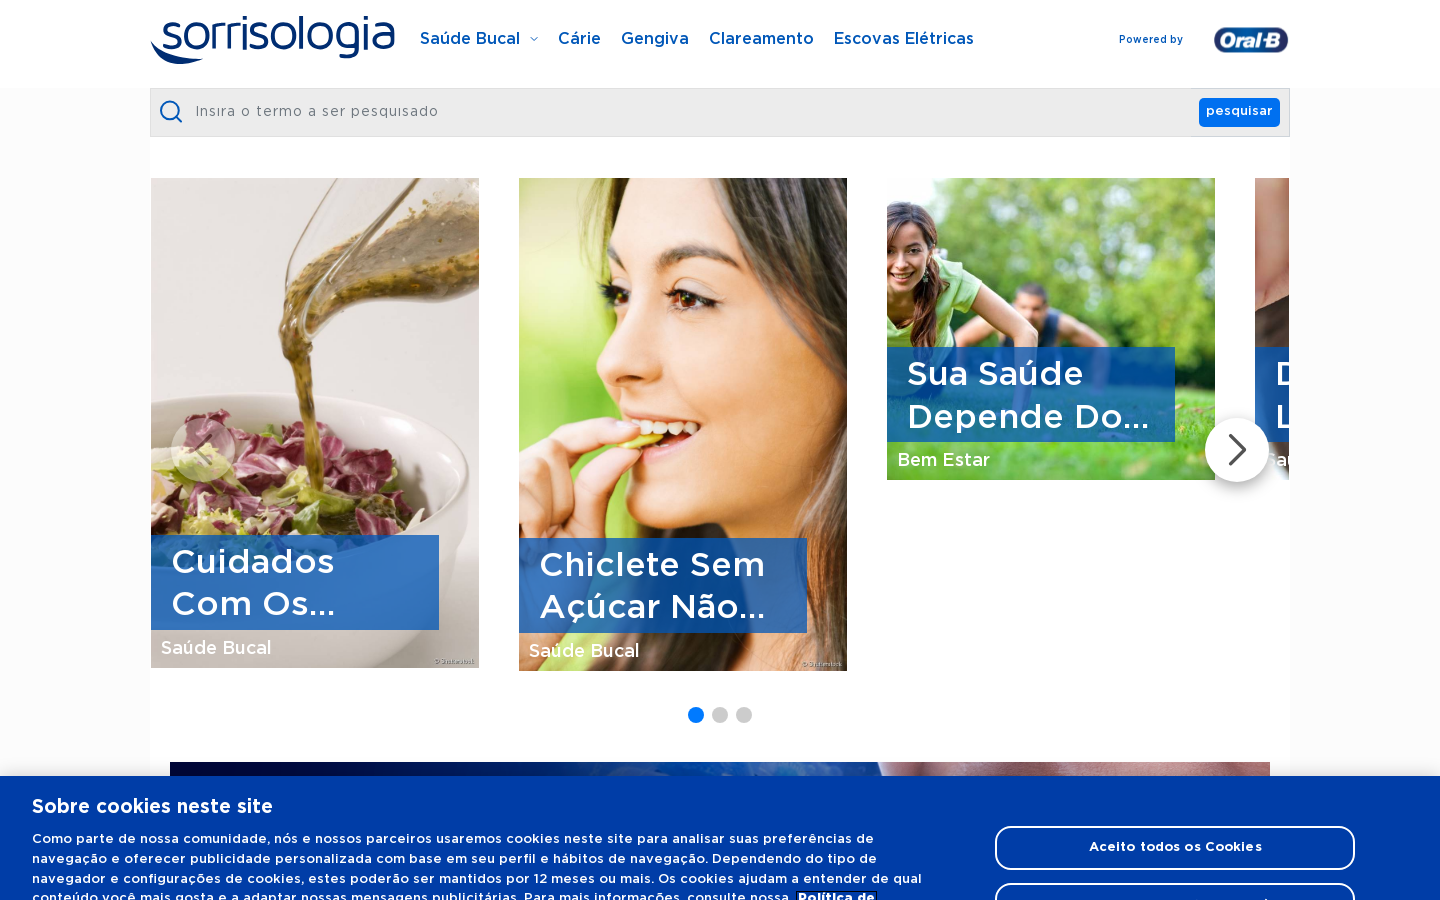 sorrisologia
Saúde Bucal
Cárie
Gengiva
Clareamento
Escovas Elétricas
Powered by
Oral-B
Insira o termo a ser pesquisado
pesquisar
Cuidados
Com Os...
Saúde Bucal
© Shutterstock
Chiclete Sem
Açúcar Não...
Saúde Bucal
© Shutterstock
Sua Saúde
Depende Do...
Bem Estar
Sobre cookies neste site
Como parte de nossa comunidade, nós e nossos parceiros usaremos cookies neste site para analisar suas preferências de
navegação e oferecer publicidade personalizada com base em seu perfil e hábitos de navegação. Dependendo do tipo de
navegador e configurações de cookies, estes poderão ser mantidos por 12 meses ou mais. Os cookies ajudam a entender de qual
conteúdo você mais gosta e a adaptar nossas mensagens publicitárias. Para mais informações, consulte nossa Política de
Aceito todos os Cookies